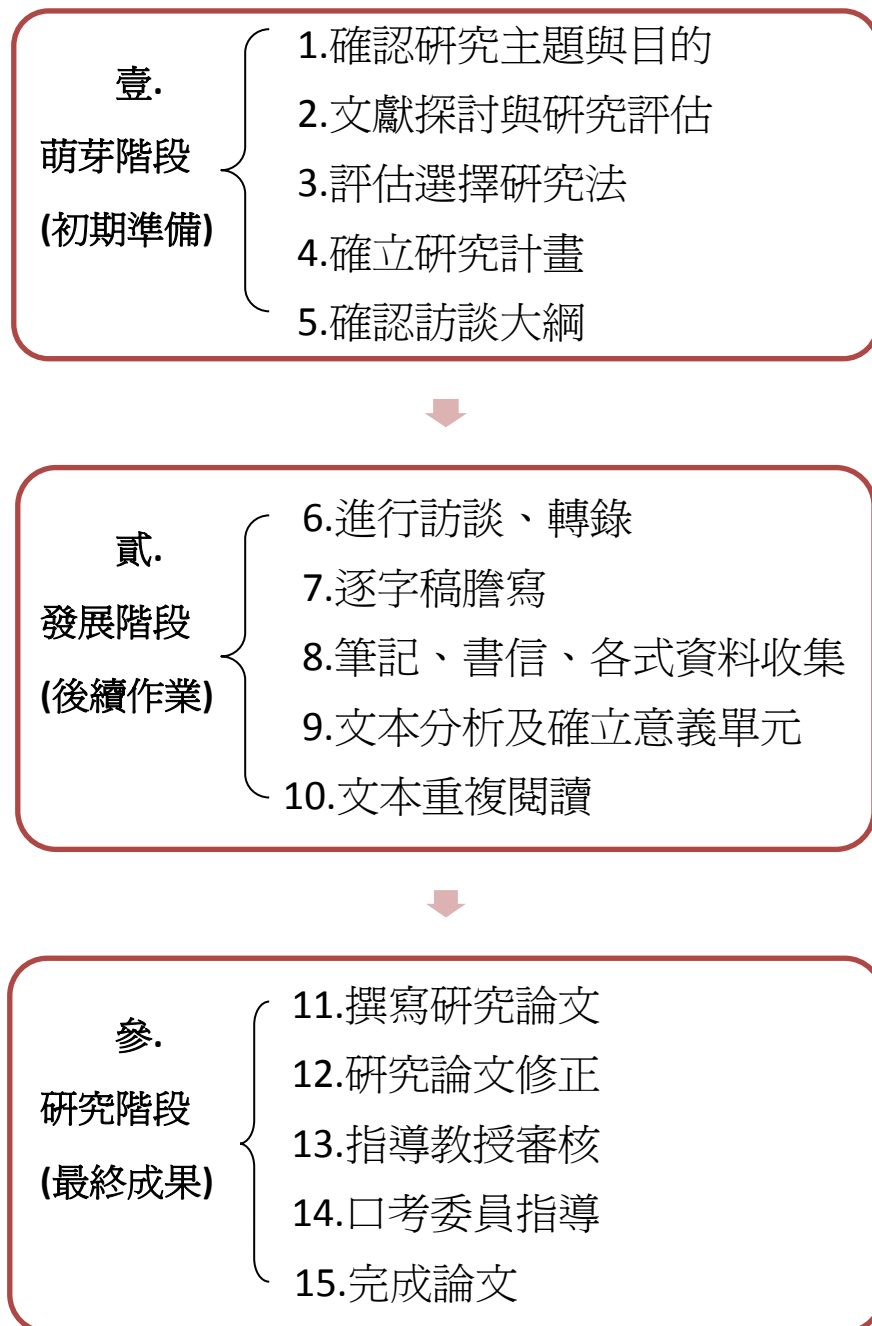 壹.
萌芽階段
(初期準備)
1.確認研究主題與目的
2.文獻探討與研究評估
3.評估選擇研究法
4.確立研究計畫
5.確認訪談大綱
貳.
發展階段
(後續作業)
6.進行訪談、轉錄
7.逐字稿謄寫
8.筆記、書信、各式資料收集
9.文本分析及確立意義單元
10.文本重複閱讀
參.
研究階段
(最終成果)
11.撰寫研究論文
12.研究論文修正
13.指導教授審核
14.口考委員指導
15.完成論文